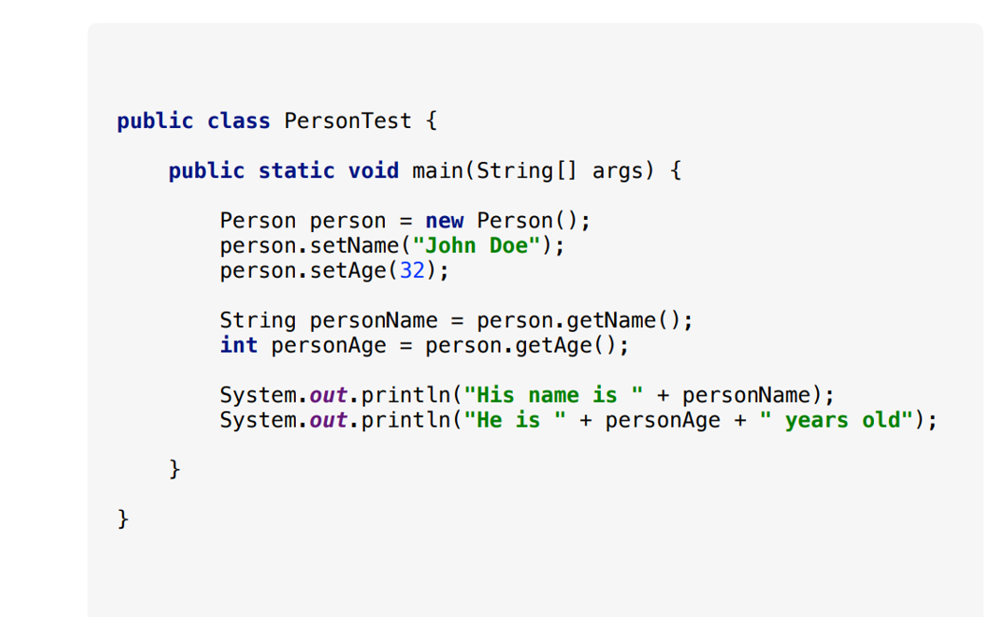 public class PersonTest {
public static void main(String[] args) {
Person person = new Person();
person.setName("John Doe");
person.setAge(32);
String personName = person.getName();
int personAge = person.getAge();
System.out.println("His name is " + personName);
System.out.println("He is " + personAge + " years old");
}
}